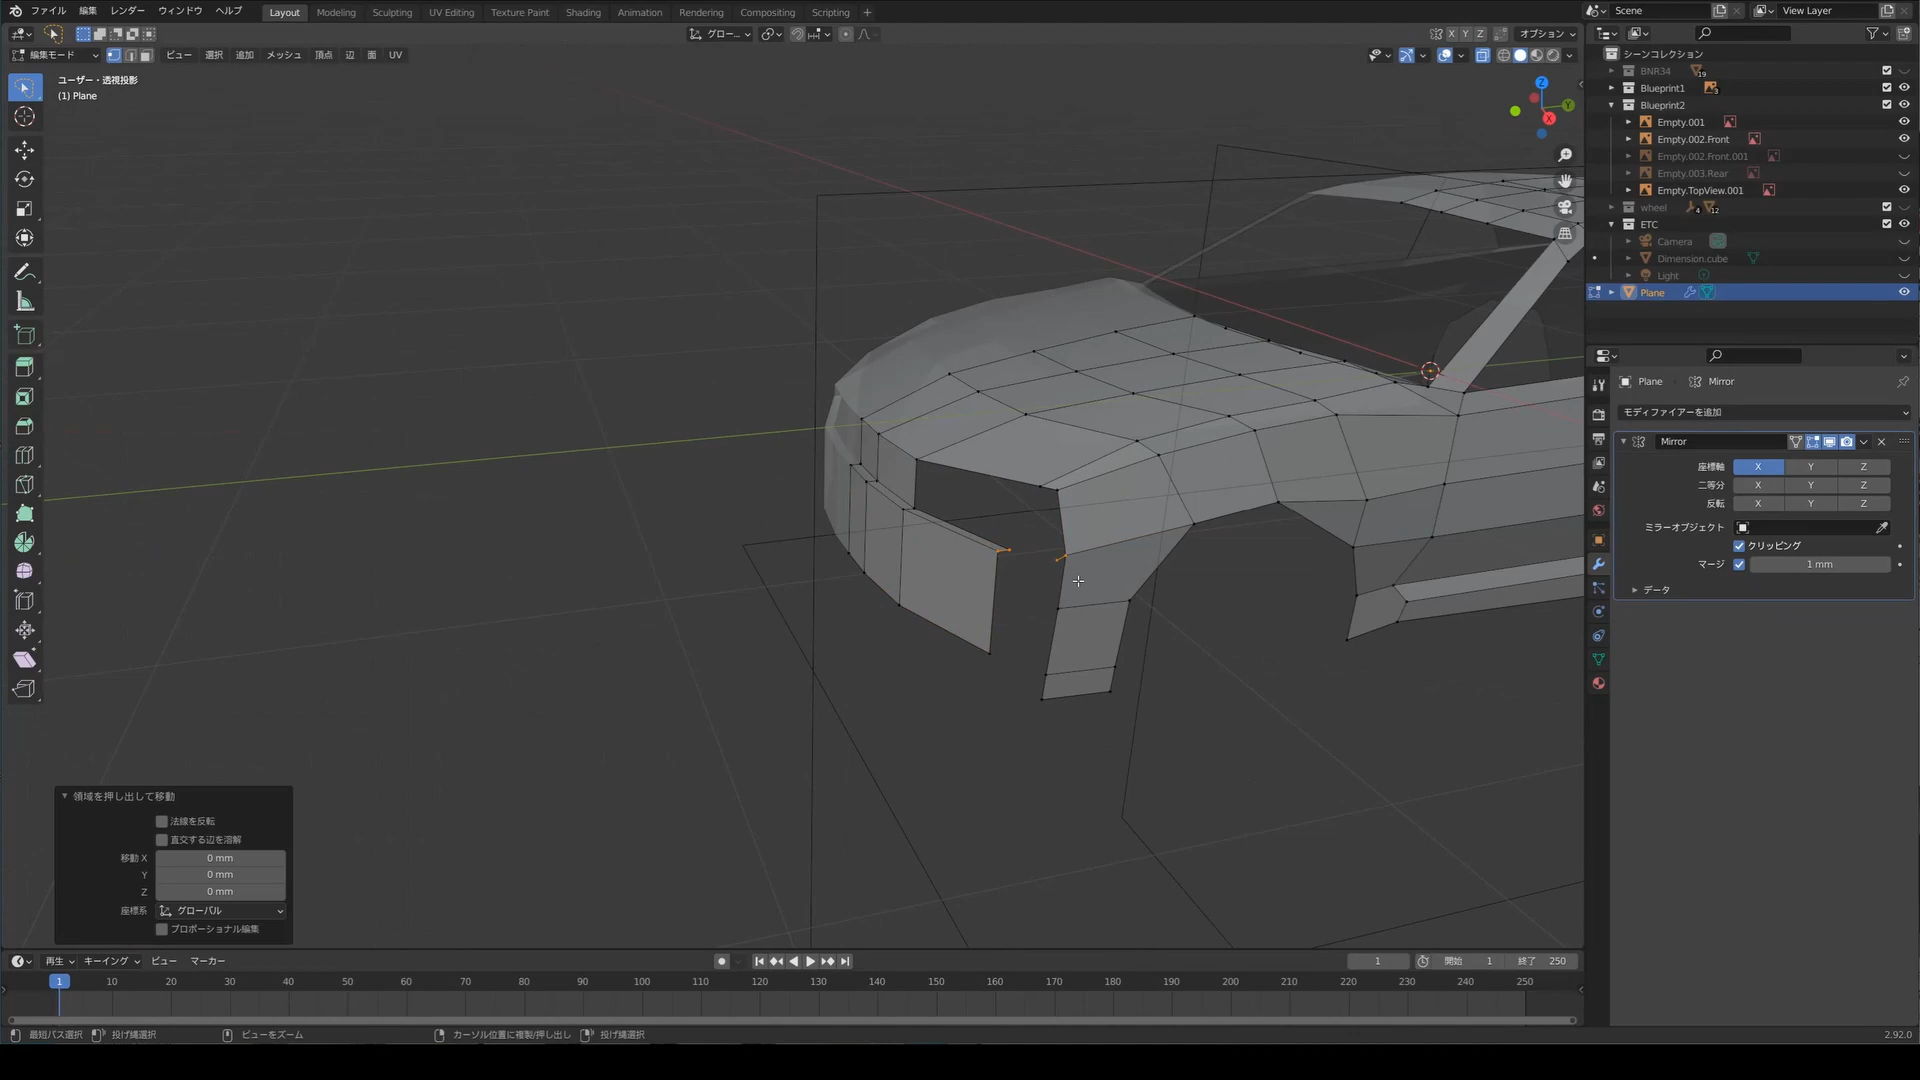 ファイル 編集 レンダー ウィンドウ ヘルプ Layout Modeling Sculpting UV Editing Texture Paint Shading Animation Rendering Compositing Scripting + Scene View Layer
グロー... X Y Z オプション
編集モード ビュー 選択 追加 メッシュ 頂点 辺 面 UV
ユーザー・透視投影
(1) Plane
Z
Y
X
シーンコレクション
BNR34 19
Blueprint1 3
Blueprint2
Empty.001
Empty.002.Front
Empty.002.Front.001
Empty.003.Rear
Empty.TopView.001
wheel 4 12
ETC
Camera
Dimension.cube
Light
Plane
Plane Mirror
モディファイアーを追加
Mirror
座標軸 X Y Z
二等分 X Y Z
反転 X Y Z
ミラーオブジェクト
クリッピング
マージ 1 mm
データ
領域を押し出して移動
法線を反転
直交する辺を溶解
移動 X 0 mm
Y 0 mm
Z 0 mm
座標系 グローバル
プロポーショナル編集
再生 キーイング ビュー マーカー 1 開始 1 終了 250
1 10 20 30 40 50 60 70 80 90 100 110 120 130 140 150 160 170 180 190 200 210 220 230 240 250
最短パス選択 投げ縄選択 ビューをズーム カーソル位置に複製/押し出し 投げ縄選択 2.92.0